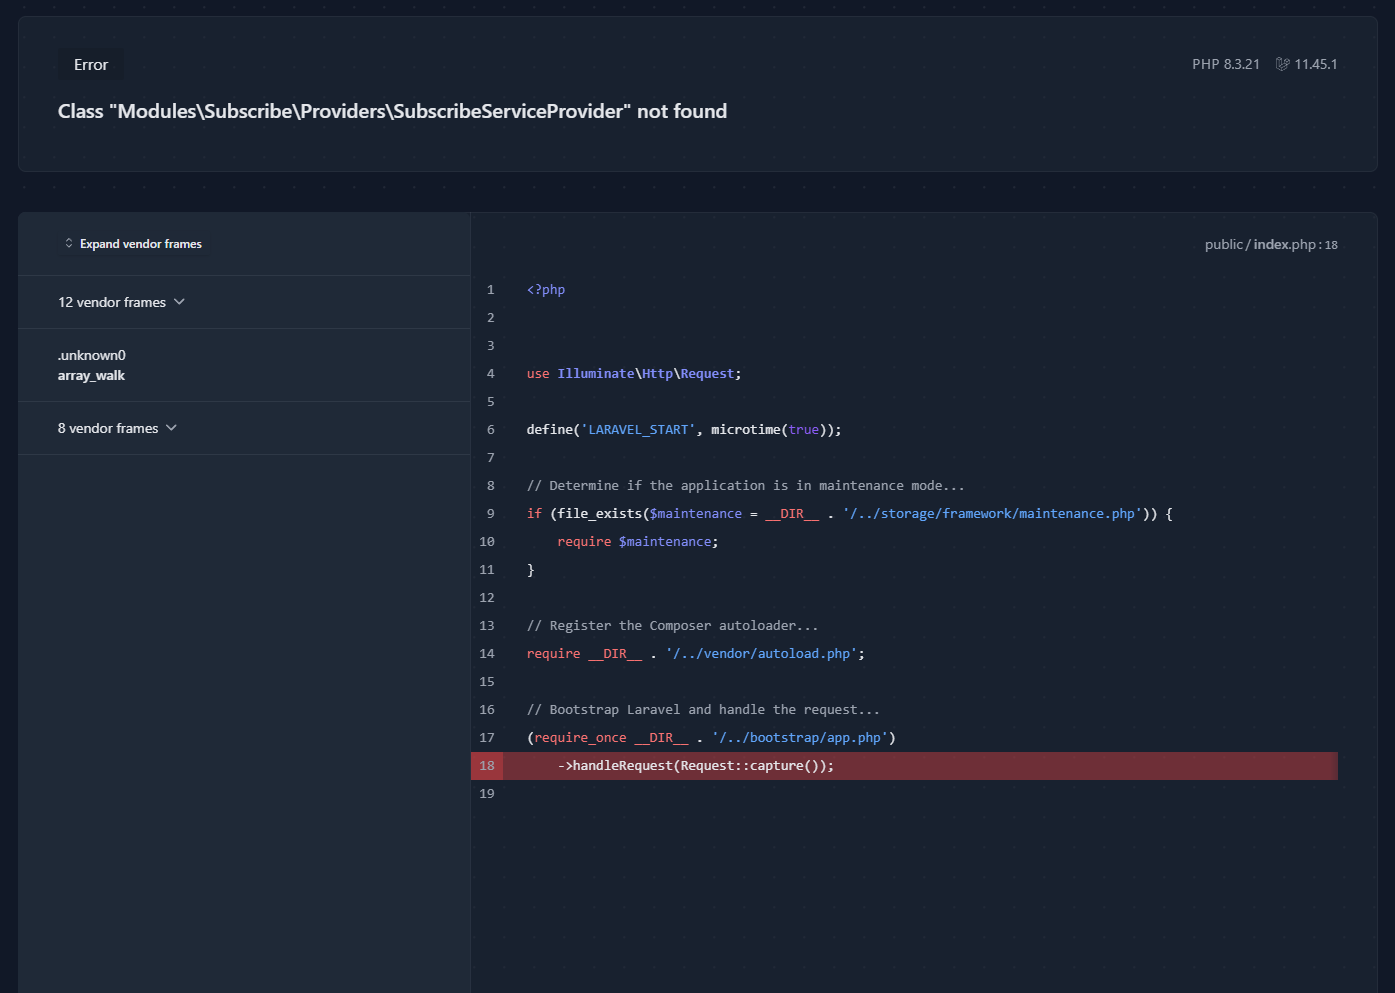 Error
PHP 8.3.21 11.45.1
Class "Modules\Subscribe\Providers\SubscribeServiceProvider" not found
Expand vendor frames
12 vendor frames
.unknown0
array_walk
8 vendor frames
public / index.php : 18
1 <?php
2
3
4 use Illuminate\Http\Request;
5
6 define('LARAVEL_START', microtime(true));
7
8 // Determine if the application is in maintenance mode...
9 if (file_exists($maintenance = __DIR__ . '/../storage/framework/maintenance.php')) {
10     require $maintenance;
11 }
12
13 // Register the Composer autoloader...
14 require __DIR__ . '/../vendor/autoload.php';
15
16 // Bootstrap Laravel and handle the request...
17 (require_once __DIR__ . '/../bootstrap/app.php')
18     ->handleRequest(Request::capture());
19